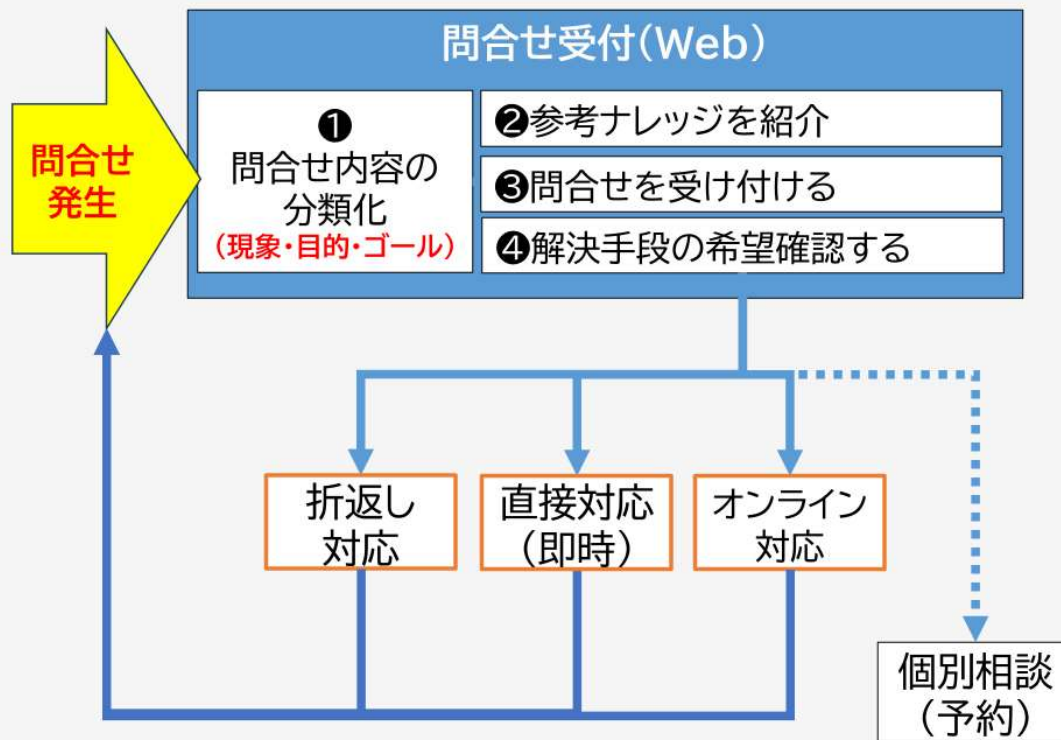 問合せ受付(Web)
問合せ
発生
❶
問合せ内容の
分類化
(現象・目的・ゴール)
❷参考ナレッジを紹介
❸問合せを受け付ける
❹解決手段の希望確認する
折返し
対応
直接対応
(即時)
オンライン
対応
個別相談
(予約)